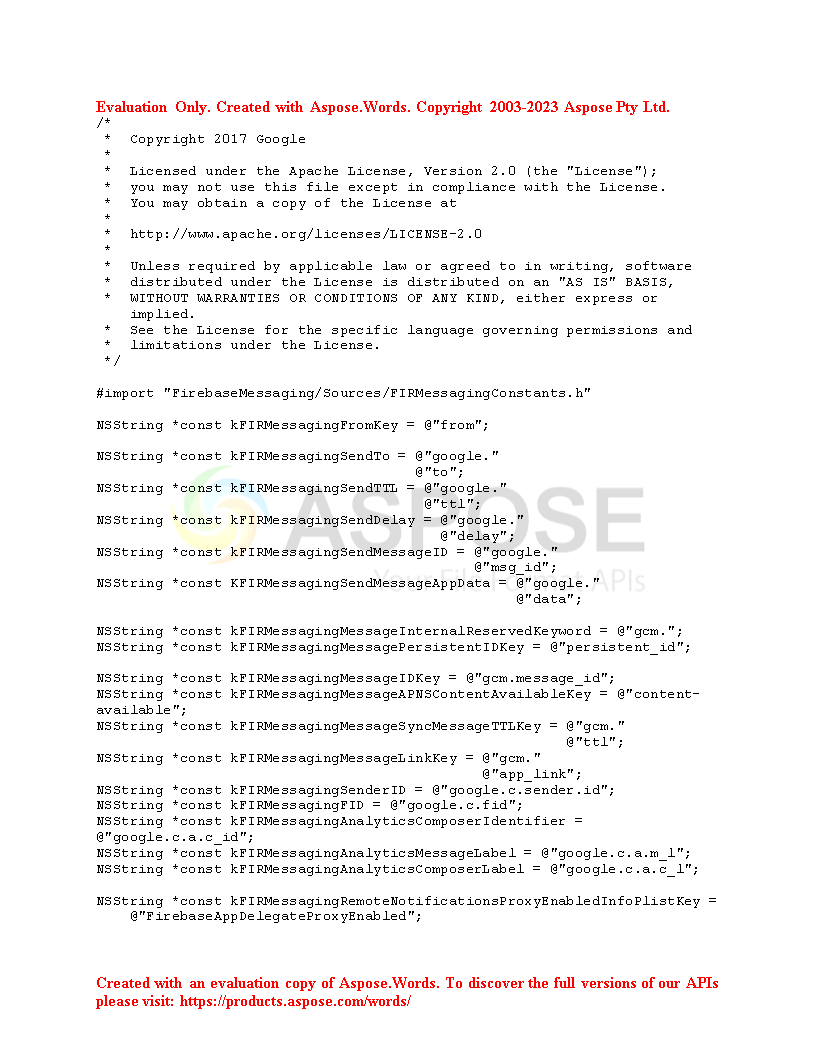 Evaluation Only. Created with Aspose.Words. Copyright 2003-2023 Aspose Pty Ltd.
/*
 *  Copyright 2017 Google
 *
 *  Licensed under the Apache License, Version 2.0 (the "License");
 *  you may not use this file except in compliance with the License.
 *  You may obtain a copy of the License at
 *
 *  http://www.apache.org/licenses/LICENSE-2.0
 *
 *  Unless required by applicable law or agreed to in writing, software
 *  distributed under the License is distributed on an "AS IS" BASIS,
 *  WITHOUT WARRANTIES OR CONDITIONS OF ANY KIND, either express or
    implied.
 *  See the License for the specific language governing permissions and
 *  limitations under the License.
 */

#import "FirebaseMessaging/Sources/FIRMessagingConstants.h"

NSString *const kFIRMessagingFromKey = @"from";

NSString *const kFIRMessagingSendTo = @"google."
                                      @"to";
NSString *const kFIRMessagingSendTTL = @"google."
                                       @"ttl";
NSString *const kFIRMessagingSendDelay = @"google."
                                         @"delay";
NSString *const kFIRMessagingSendMessageID = @"google."
                                             @"msg_id";
NSString *const KFIRMessagingSendMessageAppData = @"google."
                                                  @"data";
ASPOSE
Your File Format APIs

NSString *const kFIRMessagingMessageInternalReservedKeyword = @"gcm.";
NSString *const kFIRMessagingMessagePersistentIDKey = @"persistent_id";

NSString *const kFIRMessagingMessageIDKey = @"gcm.message_id";
NSString *const kFIRMessagingMessageAPNSContentAvailableKey = @"content-
available";
NSString *const kFIRMessagingMessageSyncMessageTTLKey = @"gcm."
                                                        @"ttl";
NSString *const kFIRMessagingMessageLinkKey = @"gcm."
                                              @"app_link";
NSString *const kFIRMessagingSenderID = @"google.c.sender.id";
NSString *const kFIRMessagingFID = @"google.c.fid";
NSString *const kFIRMessagingAnalyticsComposerIdentifier =
@"google.c.a.c_id";
NSString *const kFIRMessagingAnalyticsMessageLabel = @"google.c.a.m_l";
NSString *const kFIRMessagingAnalyticsComposerLabel = @"google.c.a.c_l";

NSString *const kFIRMessagingRemoteNotificationsProxyEnabledInfoPlistKey =
    @"FirebaseAppDelegateProxyEnabled";

Created with an evaluation copy of Aspose.Words. To discover the full versions of our APIs
please visit: https://products.aspose.com/words/